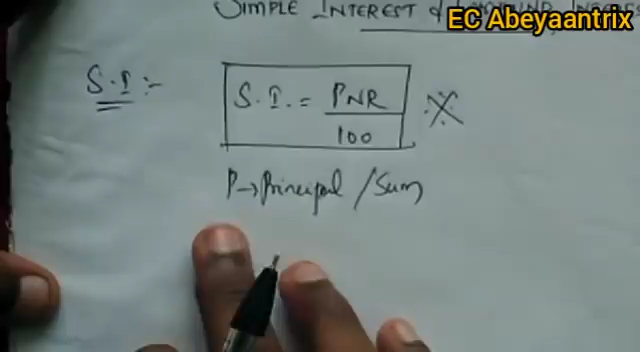 SIMPLE INTEREST &
EC Abeyaantrix
S.I :-
S.I. = PNR
100
P → Principal / Sum